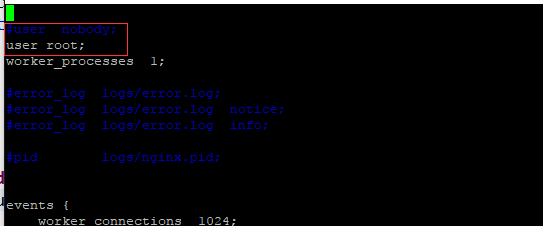 #user  nobody;
user root;
worker_processes  1;
#error_log  logs/error.log;
#error_log  logs/error.log  notice;
#error_log  logs/error.log  info;
#pid        logs/nginx.pid;
events {
    worker_connections  1024;